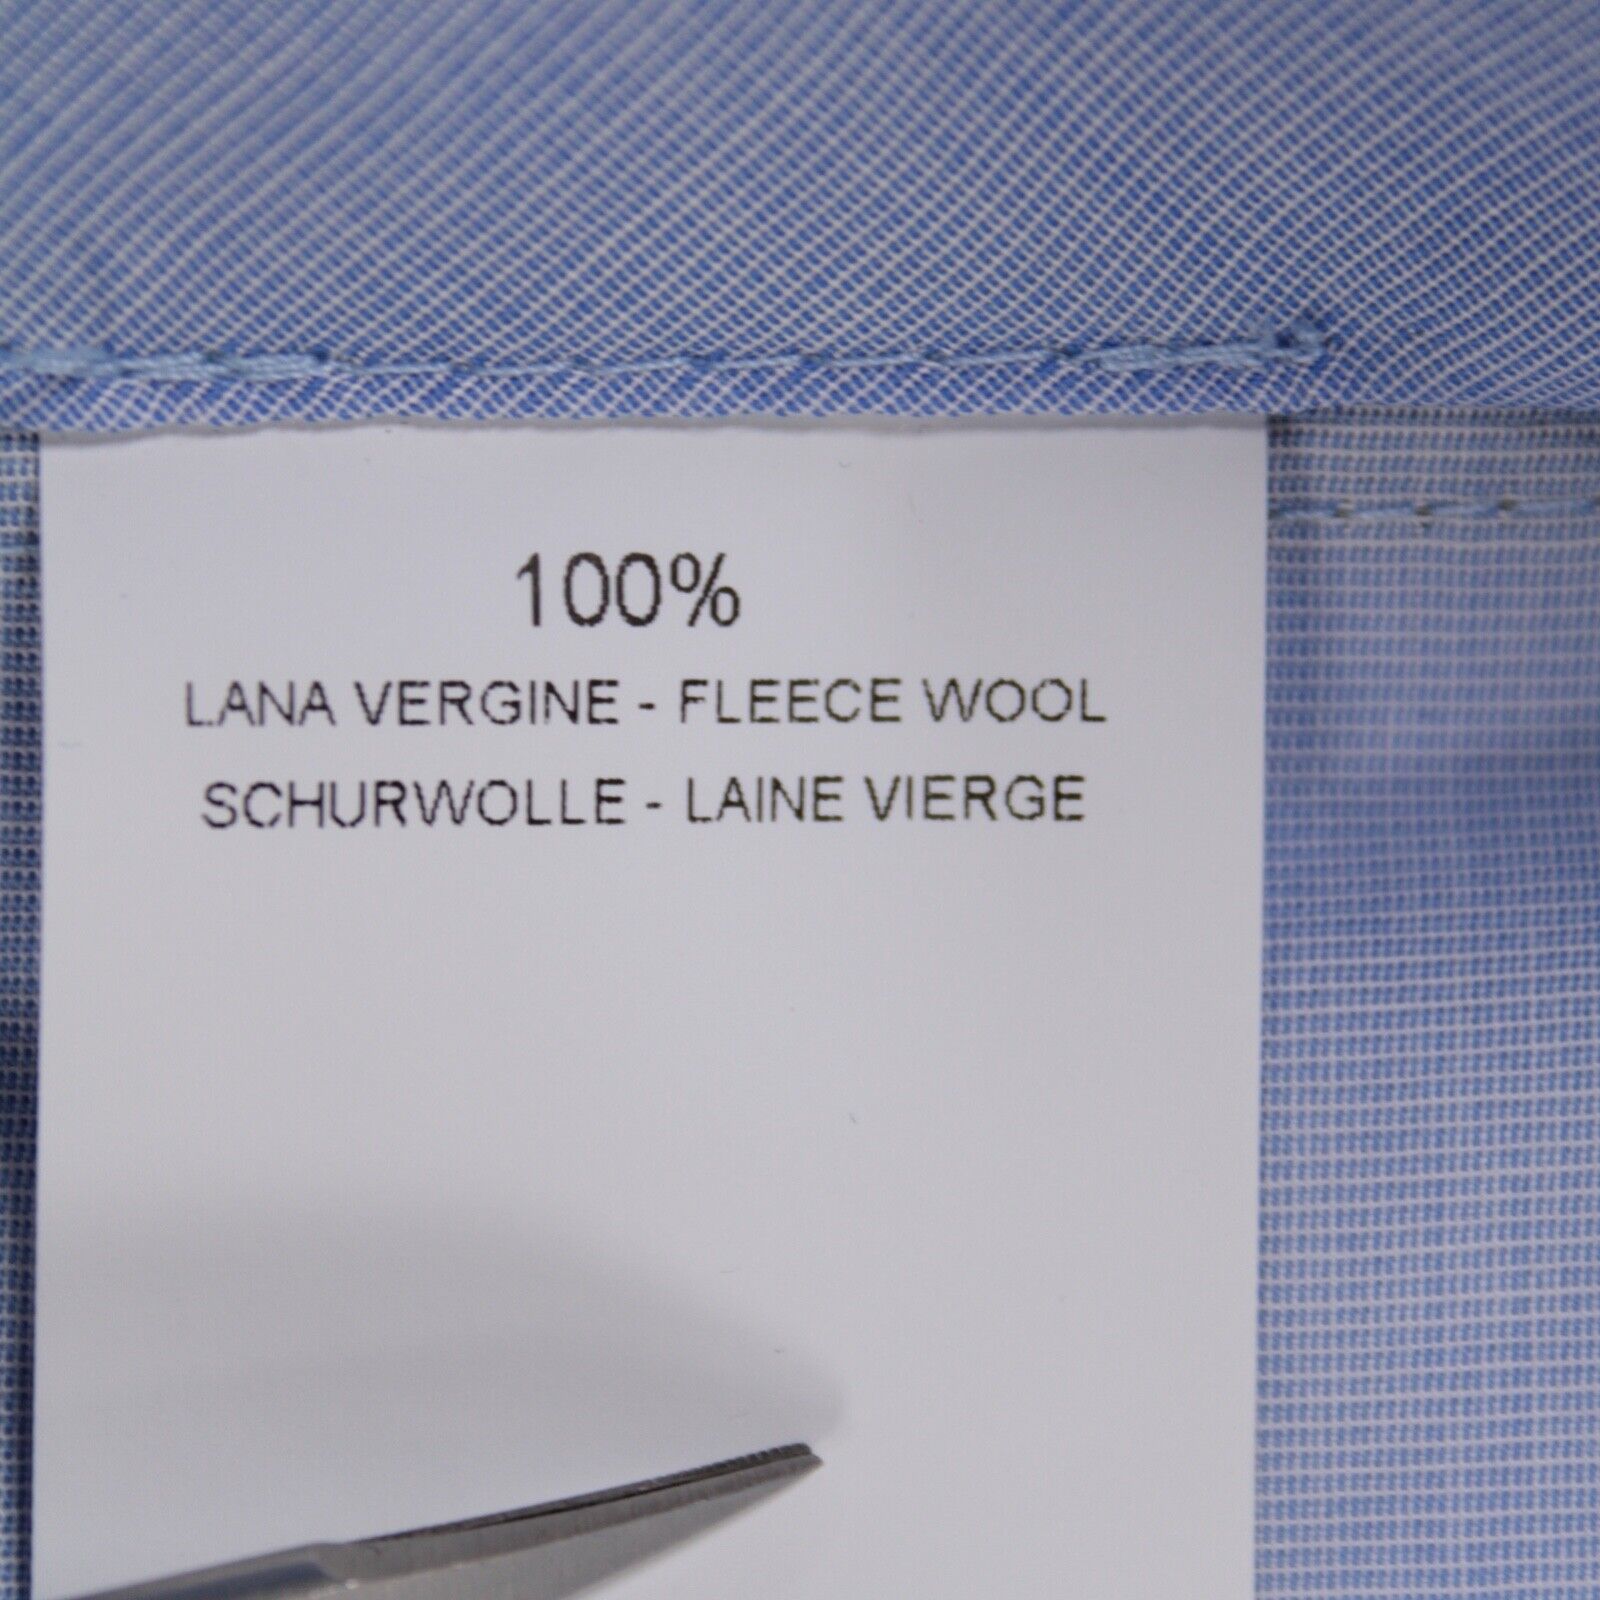 100%
LANA VERGINE - FLEECE WOOL
SCHURWOLLE - LAINE VIERGE